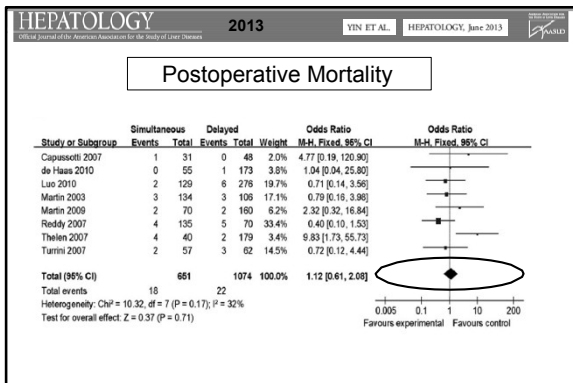 HEPATOLOGY
Official Journal of the American Association for the Study of Liver Diseases
2013
YIN ET AL. HEPATOLOGY, June 2013
AASLD
Postoperative Mortality
Simultaneous Delayed Odds Ratio Odds Ratio
Study or Subgroup Events Total Events Total Weight M-H, Fixed, 95% CI M-H, Fixed, 95% CI
Capussotti 2007 1 31 0 48 2.0% 4.77 [0.19, 120.90]
de Haas 2010 0 55 1 173 3.8% 1.04 [0.04, 25.80]
Luo 2010 2 129 6 276 19.7% 0.71 [0.14, 3.56]
Martin 2003 3 134 3 106 17.2% 0.79 [0.16, 3.98]
Martin 2009 2 70 2 160 6.2% 2.32 [0.32, 16.84]
Reddy 2007 4 135 5 70 33.4% 0.40 [0.10, 1.53]
Thelen 2007 4 40 2 179 3.4% 9.83 [1.73, 55.73]
Turrini 2007 2 57 3 62 14.5% 0.72 [0.12, 4.44]
Total (95% CI) 651 1074 100.0% 1.12 [0.61, 2.08]
Total events 18 22
Heterogeneity: Chi² = 10.32, df = 7 (P = 0.17); I² = 32%
Test for overall effect: Z = 0.37 (P = 0.71)
0.005 0.1 1 10 200
Favours experimental Favours control